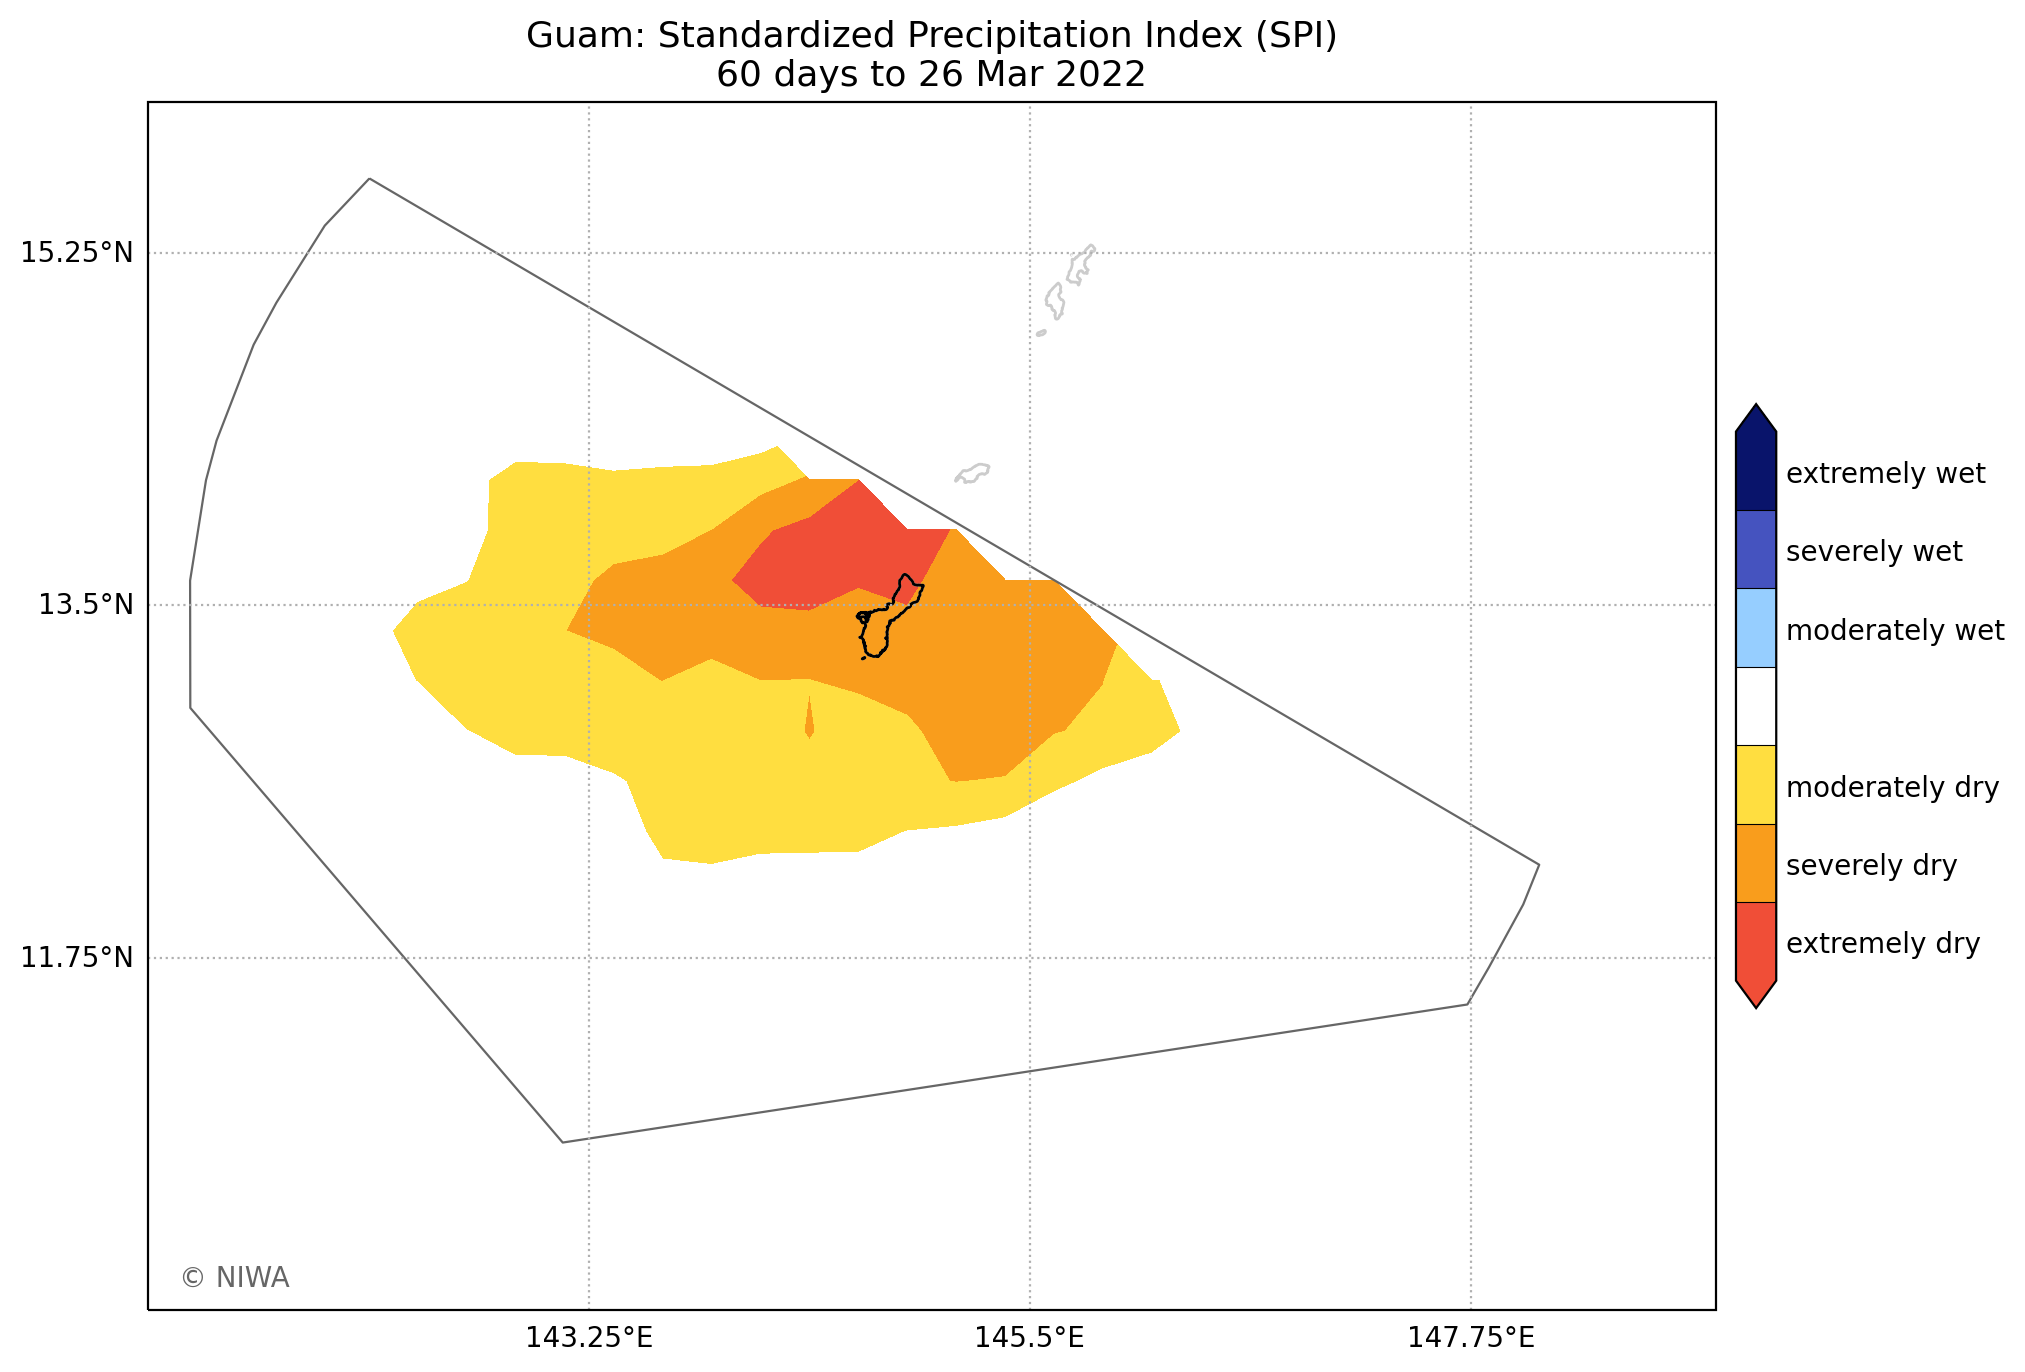 Guam: Standardized Precipitation Index (SPI)
60 days to 26 Mar 2022
15.25°N
13.5°N
11.75°N
143.25°E
145.5°E
147.75°E
extremely wet
severely wet
moderately wet
moderately dry
severely dry
extremely dry
© NIWA